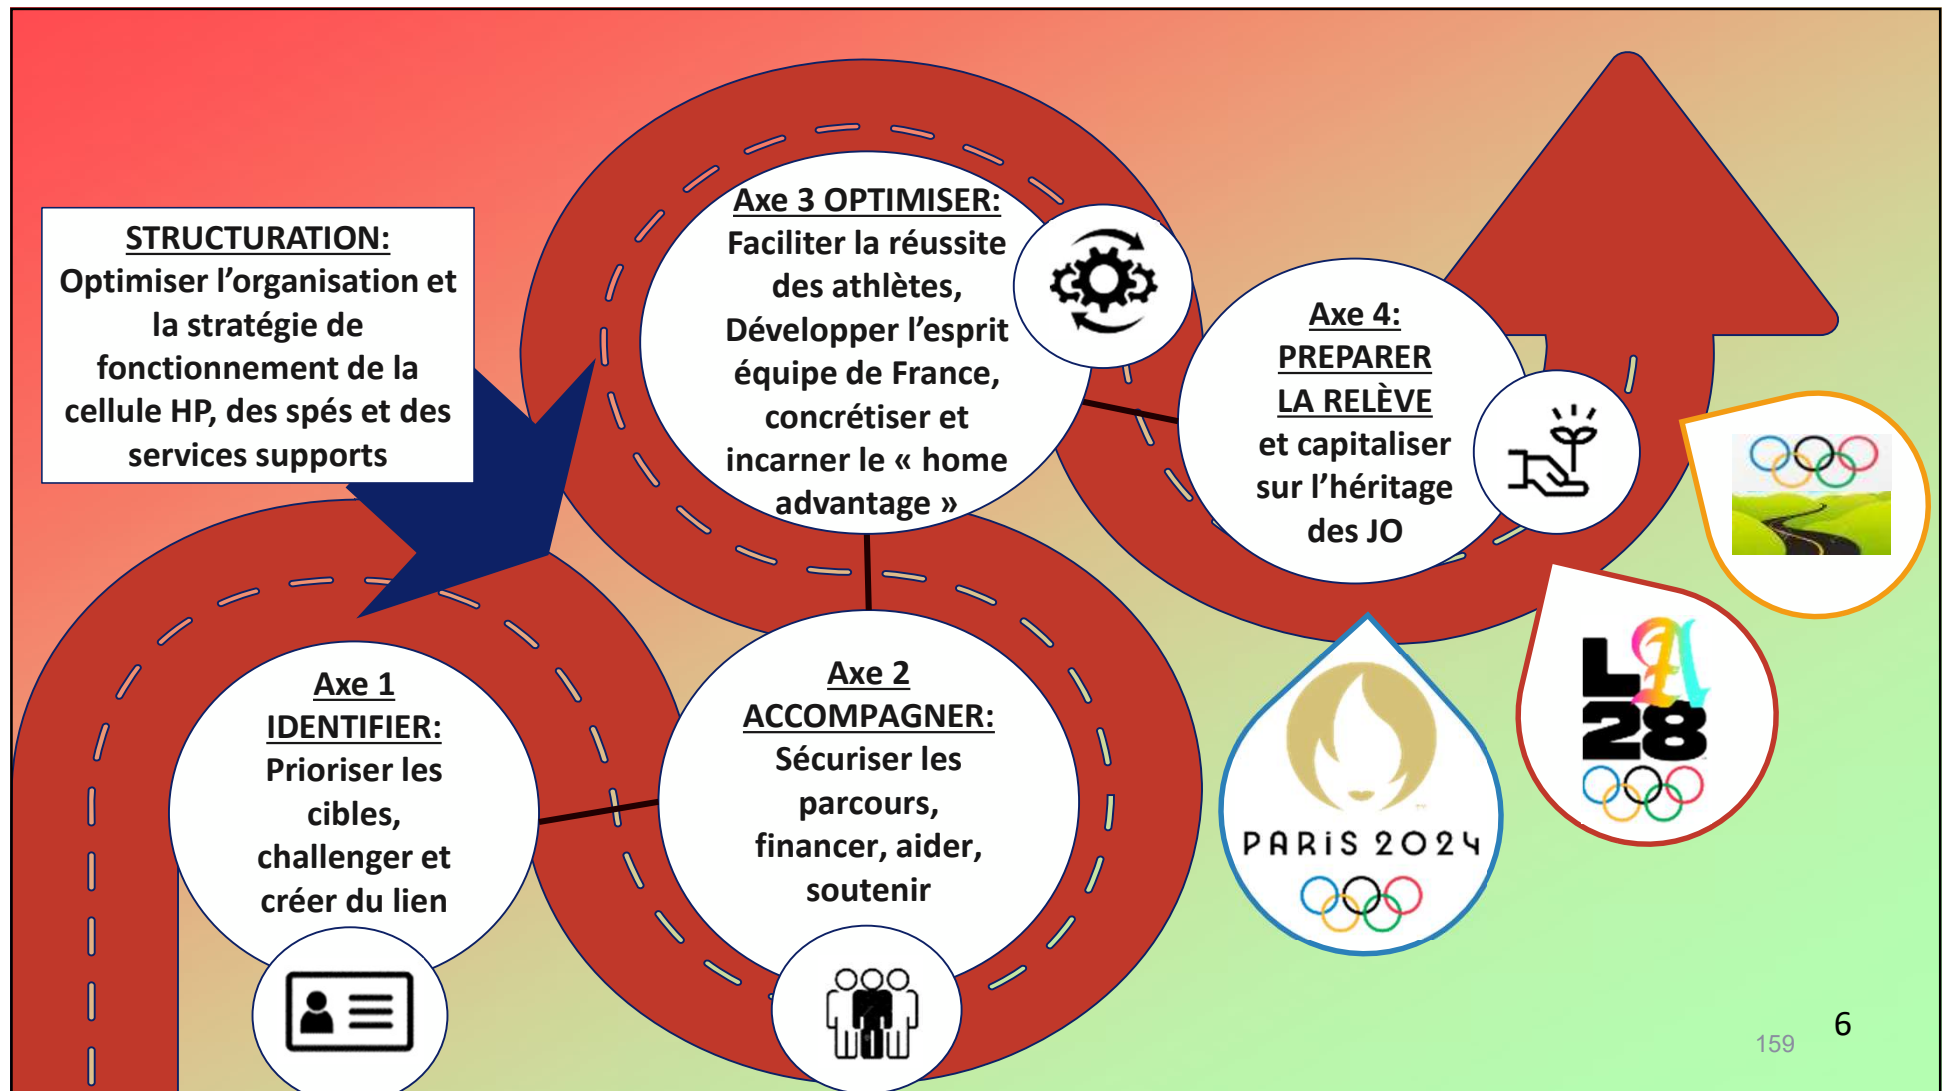 STRUCTURATION:
Optimiser l’organisation et
la stratégie de
fonctionnement de la
cellule HP, des spés et des
services supports
Axe 1
IDENTIFIER:
Prioriser les
cibles,
challenger et
créer du lien
Axe 2
ACCOMPAGNER:
Sécuriser les
parcours,
financer, aider,
soutenir
Axe 3 OPTIMISER:
Faciliter la réussite
des athlètes,
Développer l’esprit
équipe de France,
concrétiser et
incarner le « home
advantage »
Axe 4:
PREPARER
LA RELÈVE
et capitaliser
sur l’héritage
des JO
PARiS 2024
LA
28
159
6